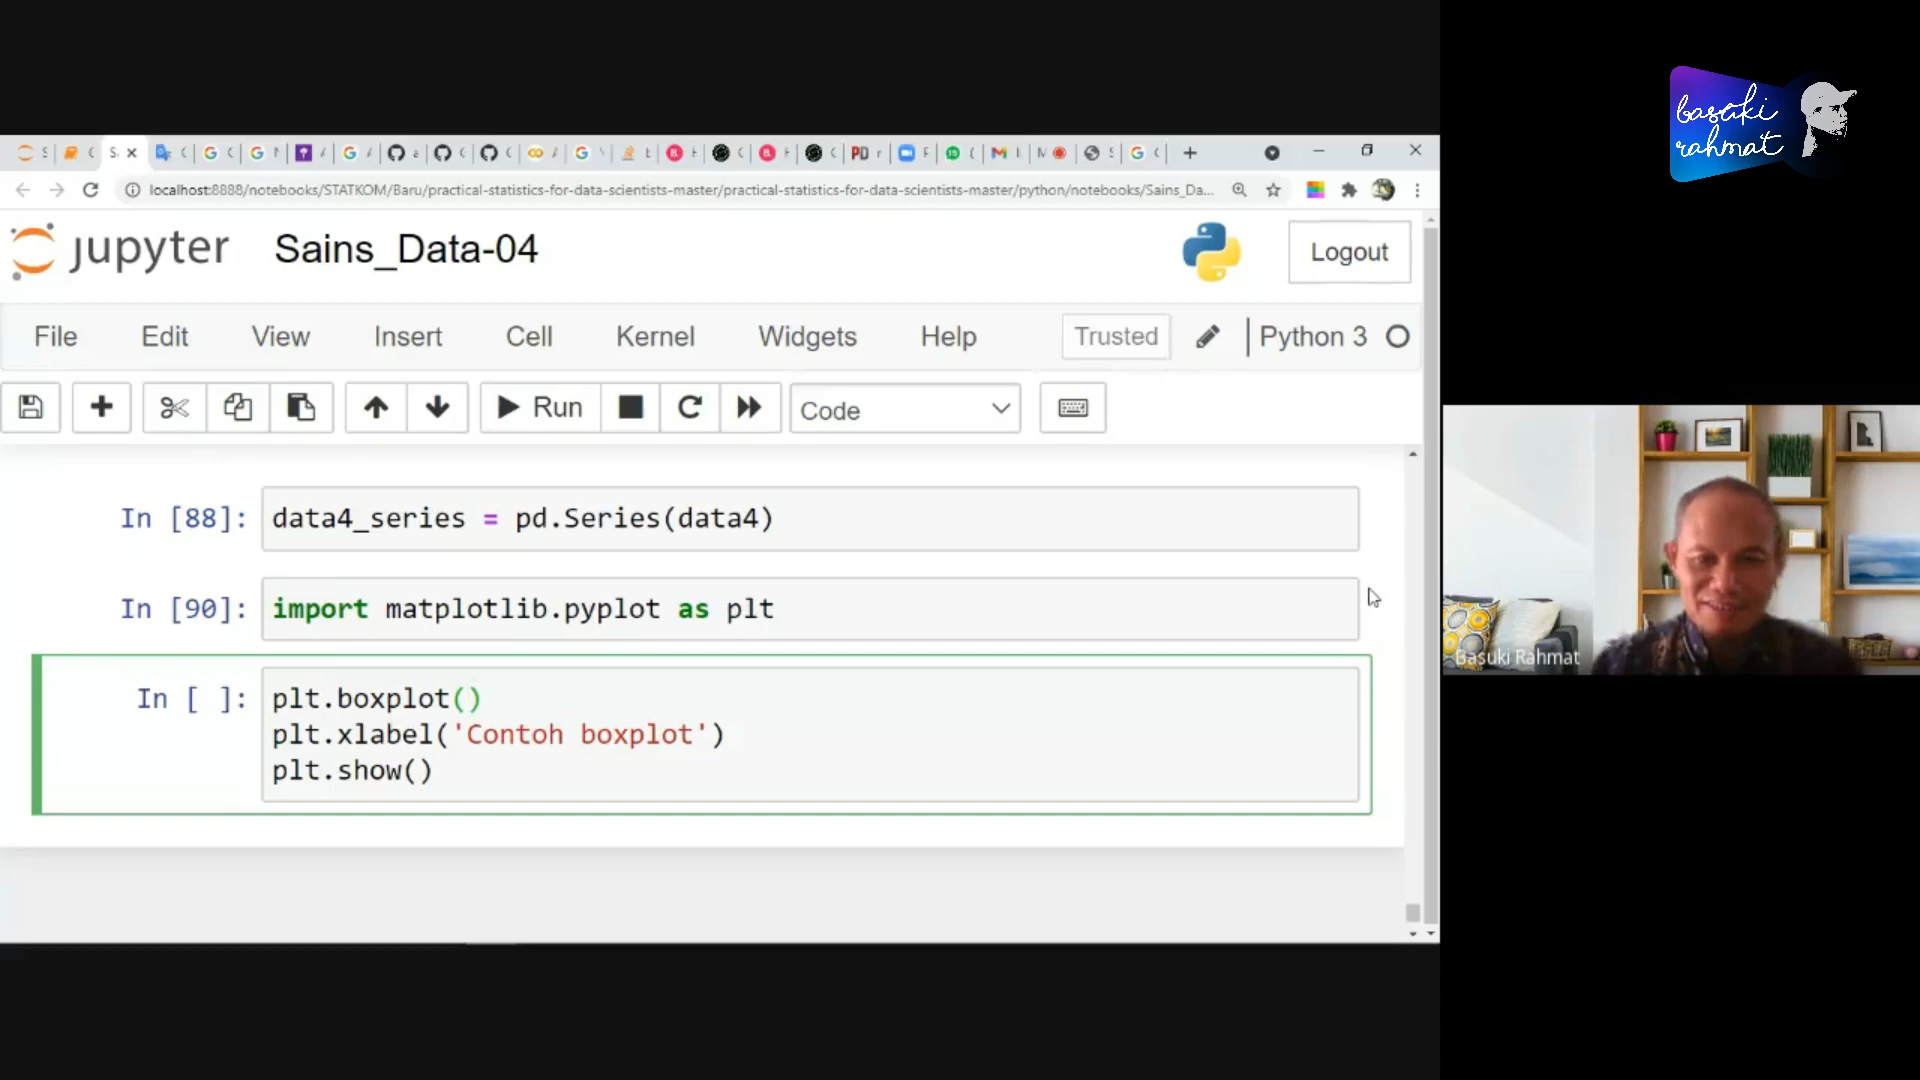 basuki
rahmat
localhost:8888/notebooks/STATKOM/Baru/practical-statistics-for-data-scientists-master/practical-statistics-for-data-scientists-master/python/notebooks/Sains_Da...
jupyter Sains_Data-04 Logout
File Edit View Insert Cell Kernel Widgets Help Trusted Python 3
Run Code
In [88]: data4_series = pd.Series(data4)
In [90]: import matplotlib.pyplot as plt
In [ ]: plt.boxplot()
plt.xlabel('Contoh boxplot')
plt.show()
Basuki Rahmat